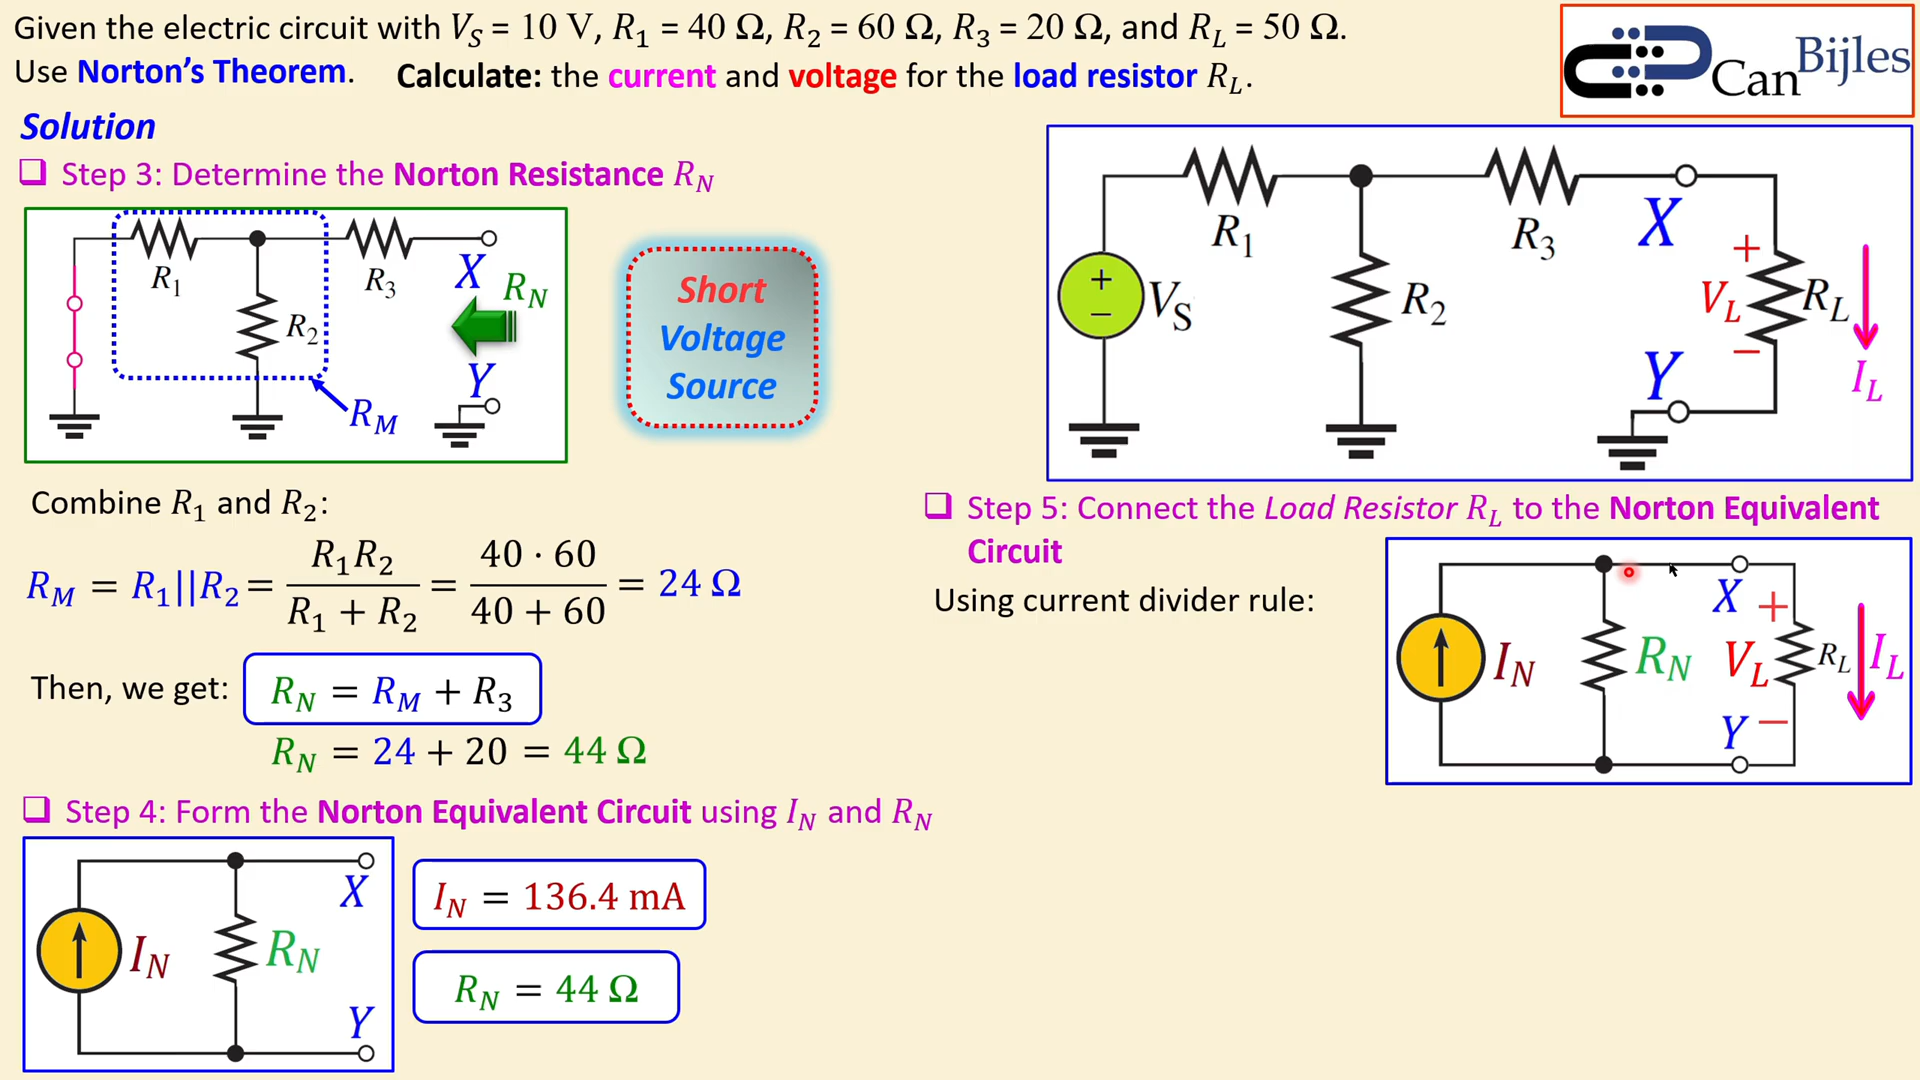 Given the electric circuit with V_S = 10 V, R_1 = 40 Ω, R_2 = 60 Ω, R_3 = 20 Ω, and R_L = 50 Ω.
Use Norton's Theorem. Calculate: the current and voltage for the load resistor R_L.
Can Bijles
Solution
❑ Step 3: Determine the Norton Resistance R_N
R_1
R_3
X
R_N
R_2
Y
R_M
Short
Voltage
Source
R_1
R_3
X
+
−
V_S
R_2
+
V_L
R_L
−
Y
I_L
Combine R_1 and R_2:
R_M = R_1||R_2 = R_1R_2 / (R_1 + R_2) = 40 · 60 / (40 + 60) = 24 Ω
Then, we get: R_N = R_M + R_3
R_N = 24 + 20 = 44 Ω
❑ Step 4: Form the Norton Equivalent Circuit using I_N and R_N
X
I_N
R_N
Y
I_N = 136.4 mA
R_N = 44 Ω
❑ Step 5: Connect the Load Resistor R_L to the Norton Equivalent
Circuit
Using current divider rule:
X
+
I_N
R_N
V_L
R_L
I_L
Y
−